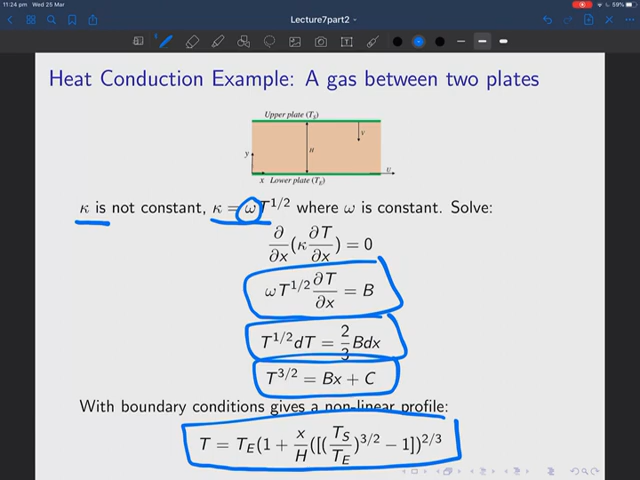 11:24 pm Wed 25 Mar
59%
Lecture7part2
Heat Conduction Example: A gas between two plates
Upper plate (T_S)
y
H
V
x Lower plate (T_E)
U
κ is not constant, κ = ωT^{1/2} where ω is constant. Solve:
∂/∂x (κ ∂T/∂x) = 0
ωT^{1/2} ∂T/∂x = B
T^{1/2}dT = 2/3 Bdx
T^{3/2} = Bx + C
With boundary conditions gives a non-linear profile:
T = T_E(1 + x/H ([(T_S/T_E)^{3/2} − 1])^{2/3}